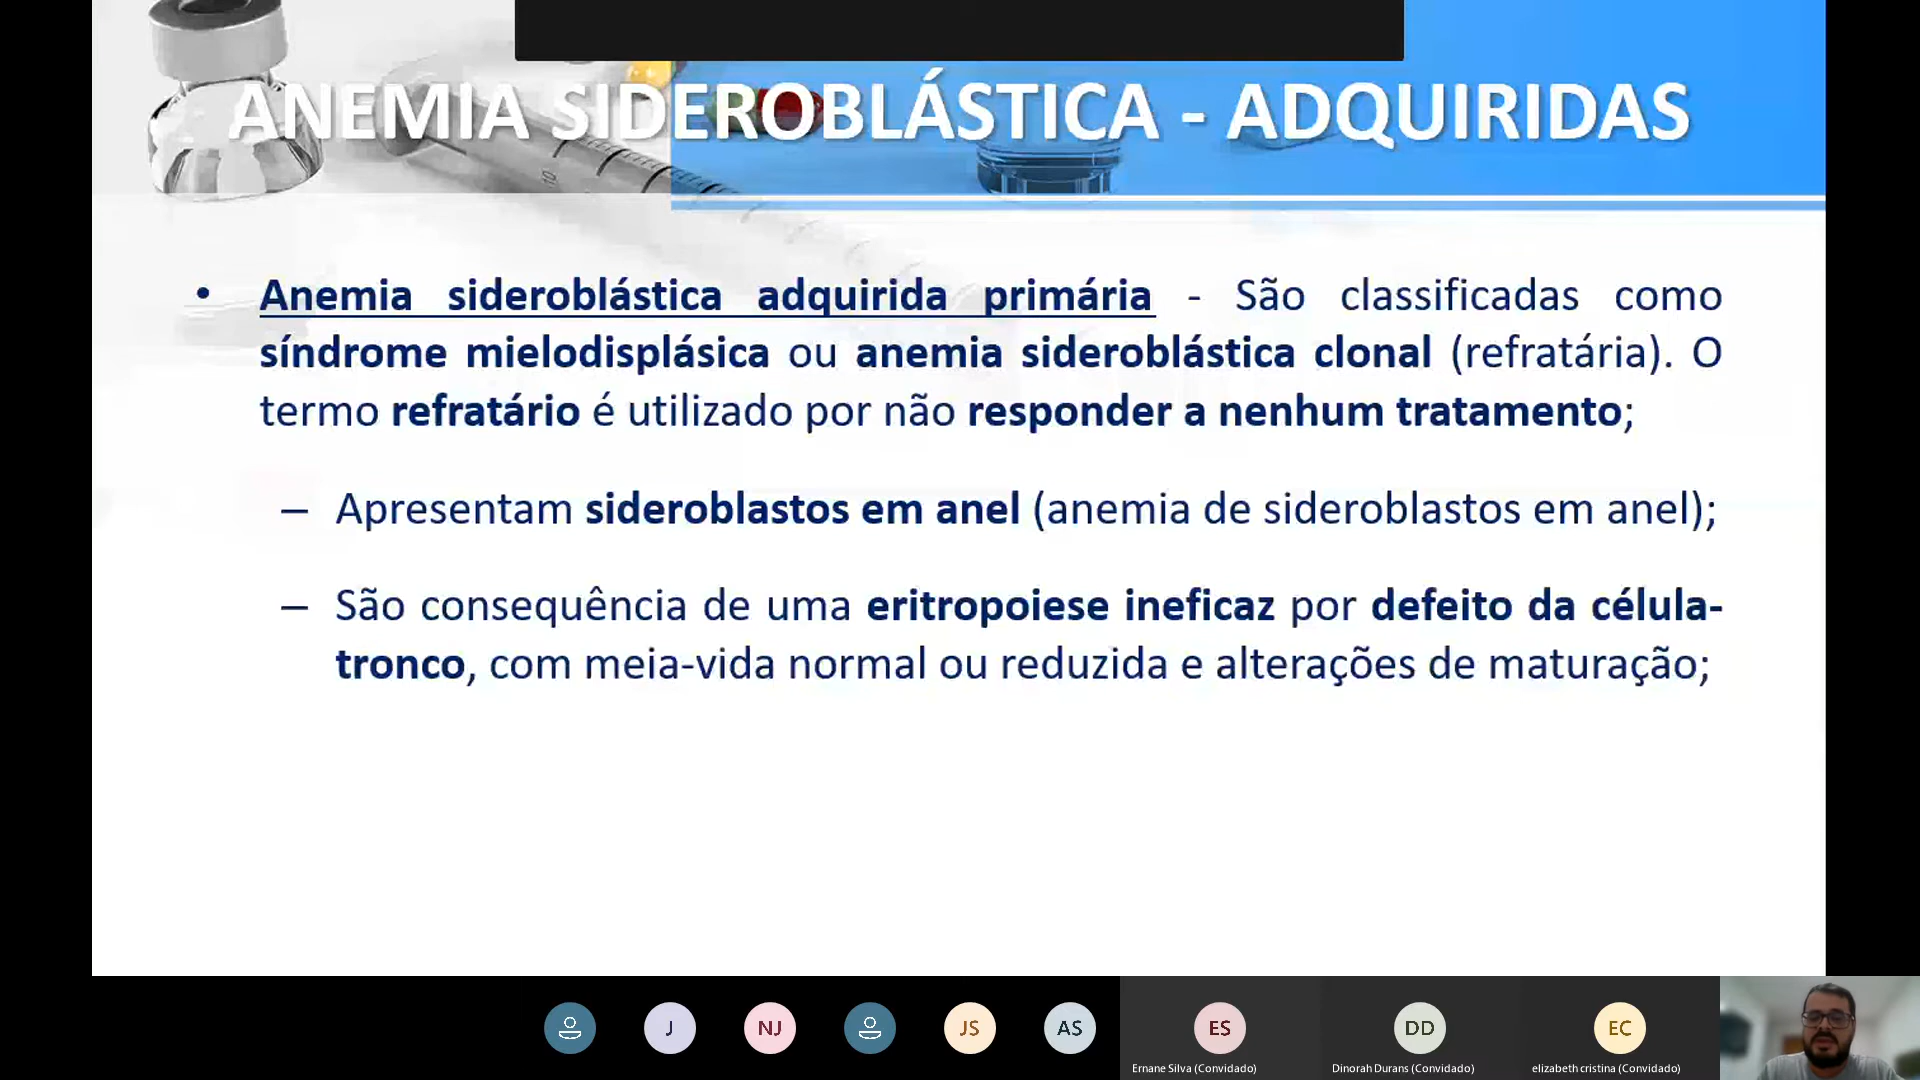 ANEMIA SIDEROBLÁSTICA - ADQUIRIDAS
• Anemia sideroblástica adquirida primária - São classificadas como
síndrome mielodisplásica ou anemia sideroblástica clonal (refratária). O
termo refratário é utilizado por não responder a nenhum tratamento;
– Apresentam sideroblastos em anel (anemia de sideroblastos em anel);
– São consequência de uma eritropoiese ineficaz por defeito da célula-
tronco, com meia-vida normal ou reduzida e alterações de maturação;
J NJ JS AS ES DD EC
Ernane Silva (Convidado) Dinorah Durans (Convidado) elizabeth cristina (Convidado)